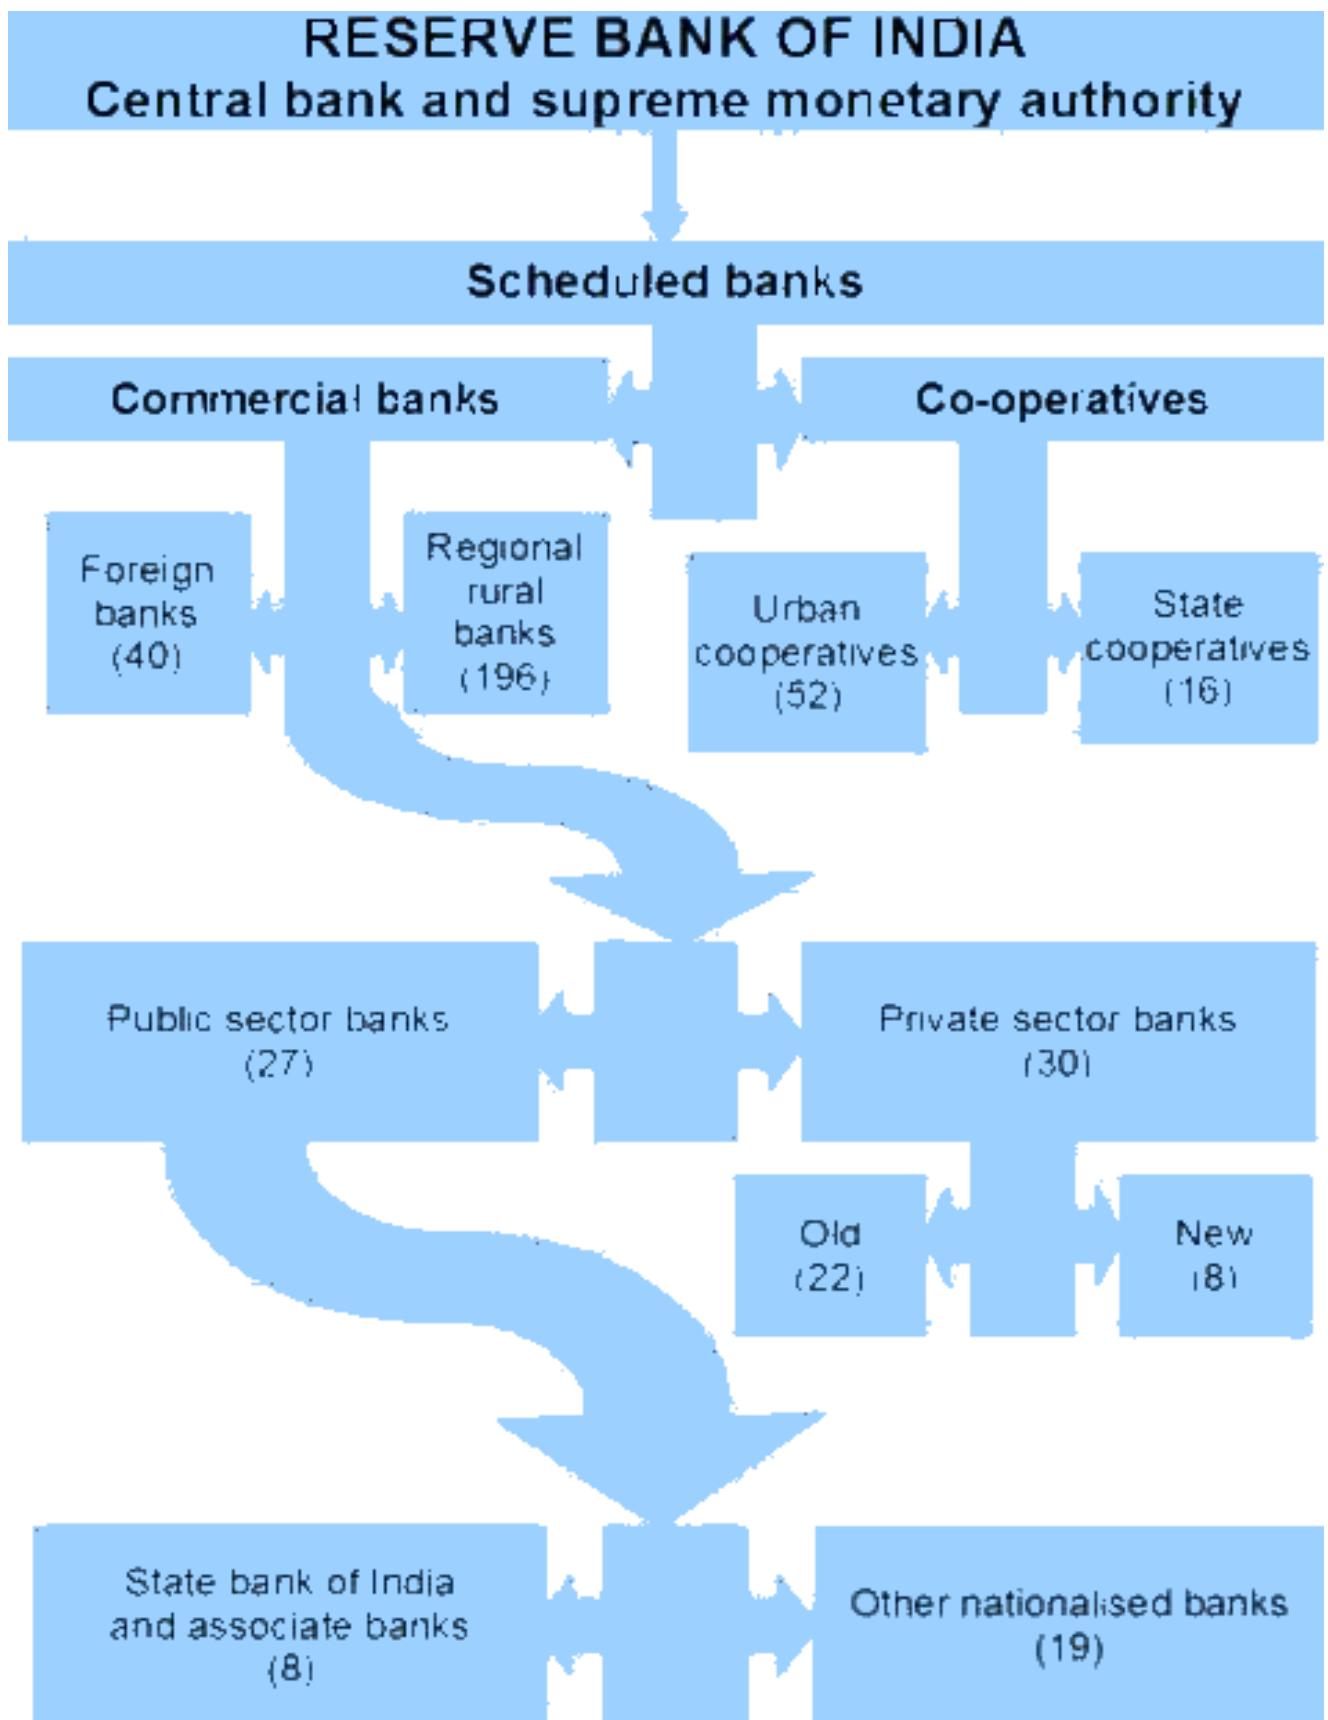 RESERVE BANK OF INDIA
Central bank and supreme monetary authority
Scheduled banks
Commercial banks
Co-operatives
Foreign
banks
(40)
Regional
rural
banks
(196)
Urban
cooperatives
(52)
State
cooperatives
(16)
Public sector banks
(27)
Private sector banks
(30)
Old
(22)
New
(8)
State bank of India
and associate banks
(8)
Other nationalised banks
(19)